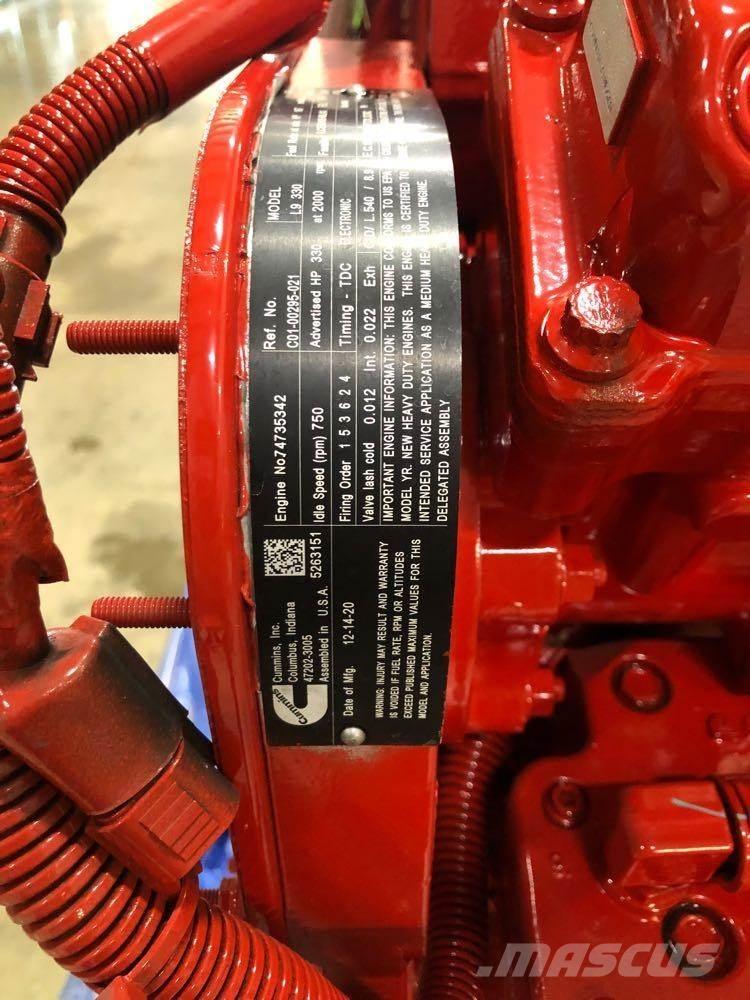 Cummins
Cummins, Inc.
Columbus, Indiana
47202-3005
Assembled in U.S.A.
5263151
Date of Mfg. 12-14-20
WARNING: INJURY MAY RESULT AND WARRANTY
IS VOIDED IF FUEL RATE, RPM OR ALTITUDES
EXCEED PUBLISHED MAXIMUM VALUES FOR THIS
MODEL AND APPLICATION.
Engine No 74735342
Ref. No.
C01-00295-021
MODEL
L9 330
Idle Speed (rpm) 750
Advertised HP 330 at 2000 rpm
Firing Order 1 5 3 6 2 4
Timing - TDC ELECTRONIC
Valve lash cold 0.012 Int. 0.022 Exh
L 540 / 8.9
IMPORTANT ENGINE INFORMATION: THIS ENGINE CONFORMS TO US EPA
MODEL YR. NEW HEAVY DUTY ENGINES. THIS ENGINE IS CERTIFIED TO
INTENDED SERVICE APPLICATION AS A MEDIUM HEAVY DUTY ENGINE.
DELEGATED ASSEMBLY
MASCUS